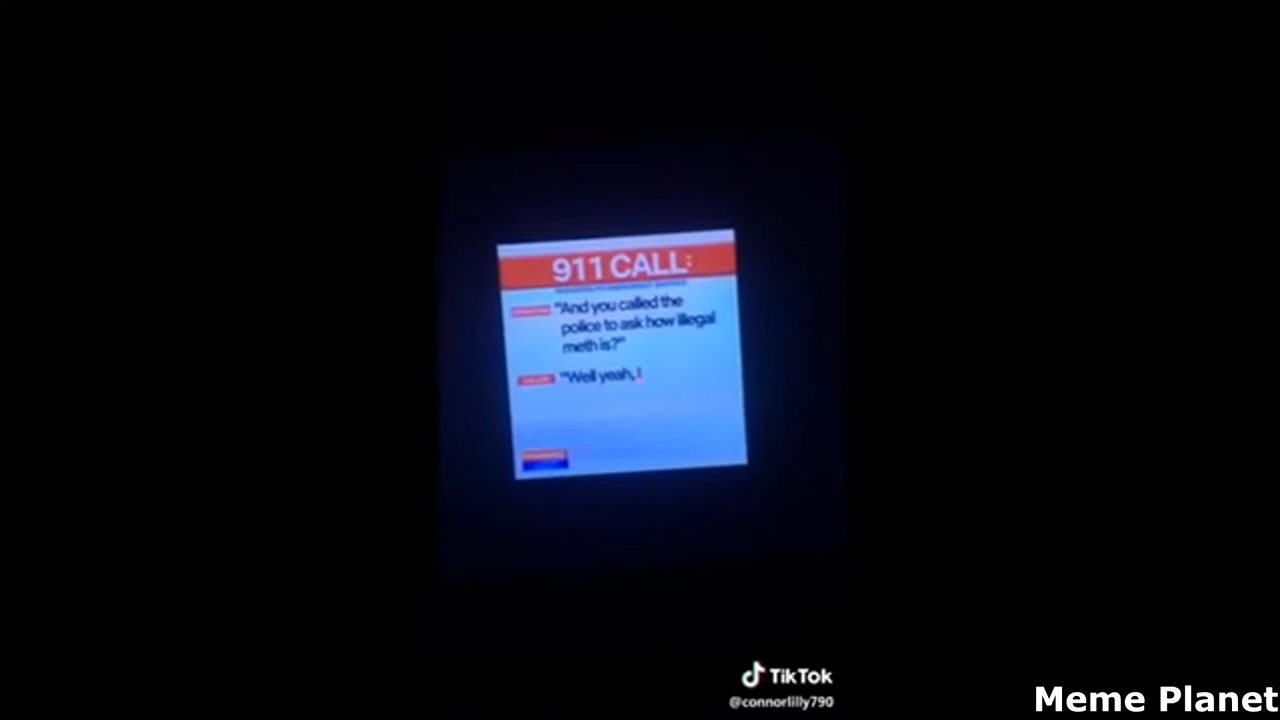 911 CALL:
"And you called the
police to ask how illegal
meth is?"
"Well yeah, I
TikTok
@connorlilly790
Meme Planet